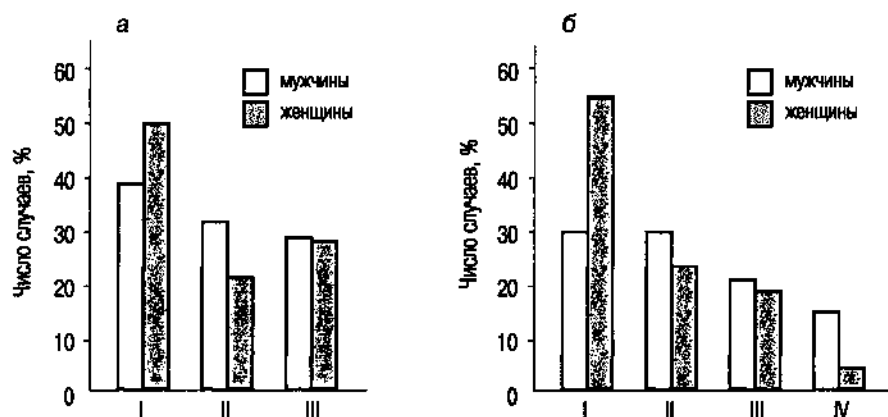 а
Число случаев, %
60
50
40
30
20
10
0
мужчины
женщины
I
II
III
б
Число случаев, %
60
50
40
30
20
10
0
мужчины
женщины
I
II
III
IV